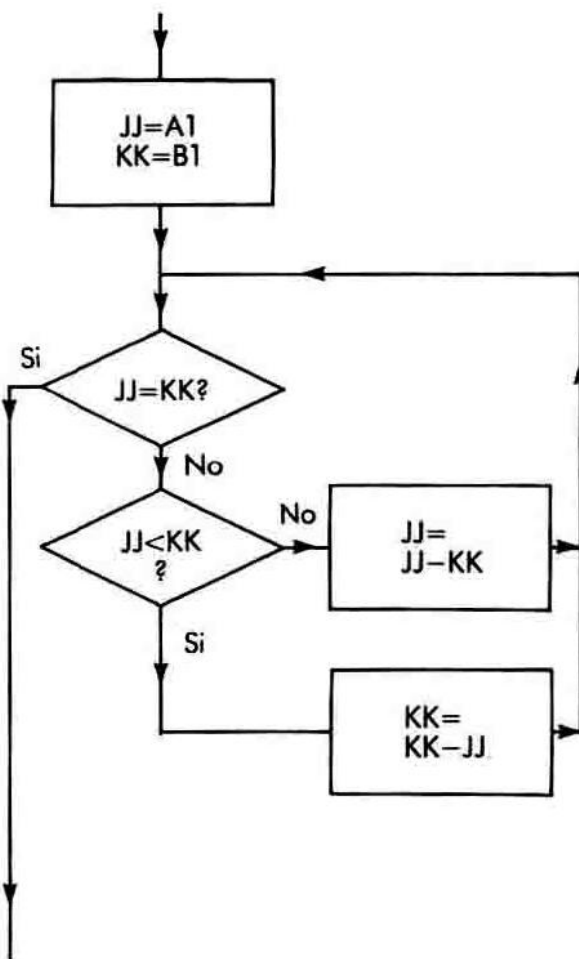 JJ=A1
KK=B1
Si
JJ=KK?
No
JJ<KK
?
No
JJ=
JJ-KK
Si
KK=
KK-JJ